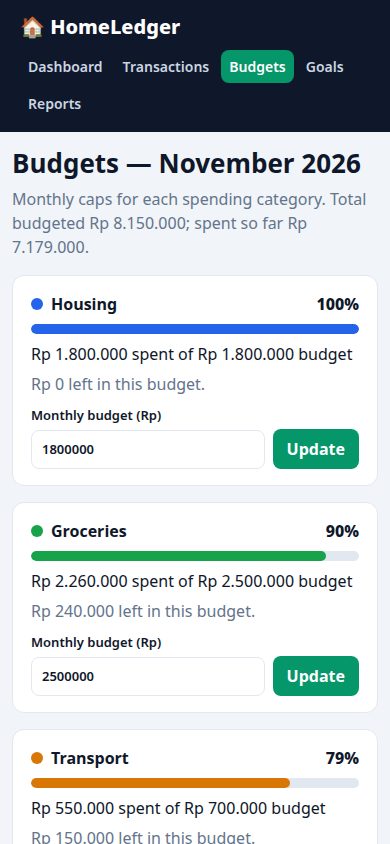 🏠 HomeLedger
Dashboard Transactions Budgets Goals
Reports
Budgets — November 2026
Monthly caps for each spending category. Total
budgeted Rp 8.150.000; spent so far Rp
7.179.000.
Housing 100%
Rp 1.800.000 spent of Rp 1.800.000 budget
Rp 0 left in this budget.
Monthly budget (Rp)
1800000 Update
Groceries 90%
Rp 2.260.000 spent of Rp 2.500.000 budget
Rp 240.000 left in this budget.
Monthly budget (Rp)
2500000 Update
Transport 79%
Rp 550.000 spent of Rp 700.000 budget
Rp 150.000 left in this budget.